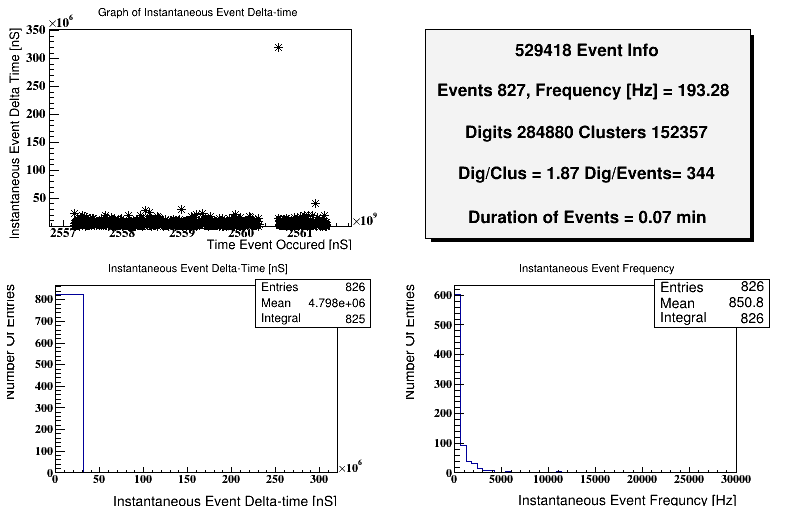 Graph of Instantaneous Event Delta-time
×10^6
Instantaneous Event Delta Time [nS]
350
300
250
200
150
100
50
2557 2558 2559 2560 2561
×10^9
Time Event Occured [nS]
529418 Event Info
Events 827, Frequency [Hz] = 193.28
Digits 284880 Clusters 152357
Dig/Clus = 1.87 Dig/Events= 344
Duration of Events = 0.07 min
Instantaneous Event Delta-Time [nS]
Entries 826
Mean 4.798e+06
Integral 825
Number Of Entries
800
700
600
500
400
300
200
100
0
0 50 100 150 200 250 300
×10^6
Instantaneous Event Delta-time [nS]
Instantaneous Event Frequency
Entries 826
Mean 850.8
Integral 826
Number Of Entries
600
500
400
300
200
100
0
0 5000 10000 15000 20000 25000 30000
Instantaneous Event Frequncy [Hz]